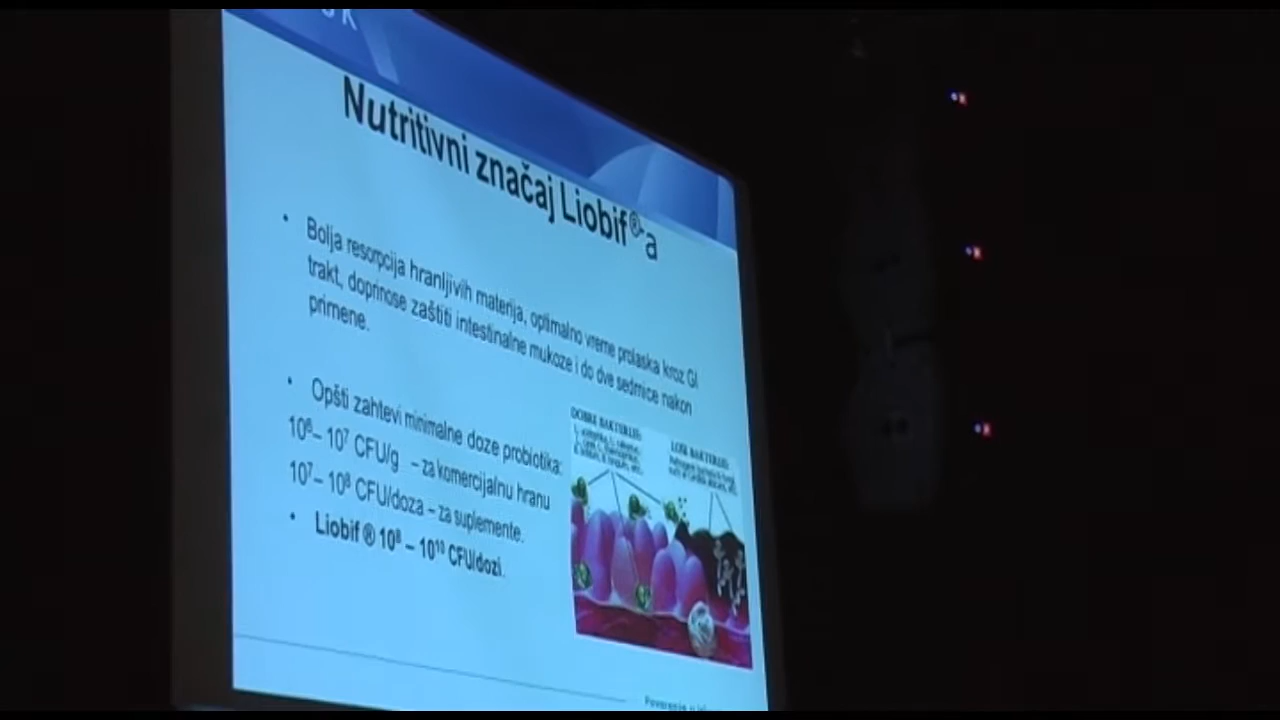 Nutritivni značaj Liobif®-a
• Bolja resorpcija hranljivih materija, optimalno vreme prolaska kroz GI
trakt, doprinose zaštiti intestinalne mukoze i do dve sedmice nakon
primene.
• Opšti zahtevi minimalne doze probiotika:
10⁶– 10⁷ CFU/g – za komercijalnu hranu
10⁷– 10⁸ CFU/doza – za suplemente.
• Liobif ® 10⁸ – 10¹⁰ CFU/dozi.
DOBRE BAKTERIJE:
LOŠE BAKTERIJE: